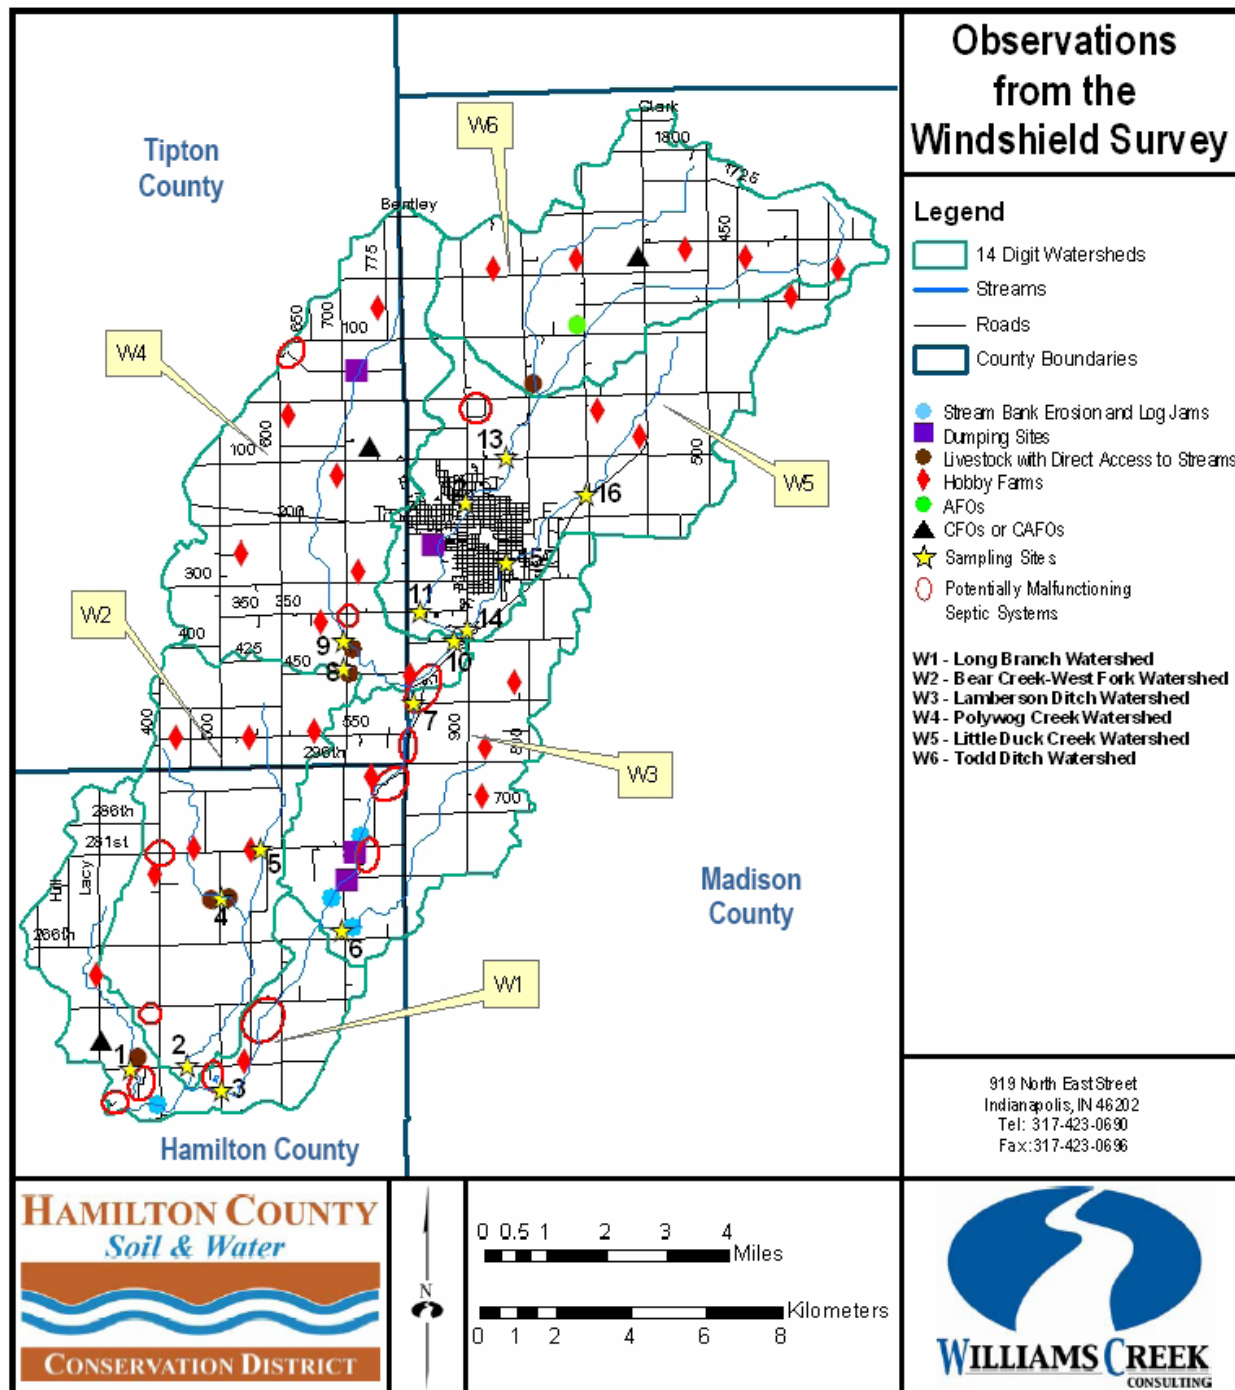 Observations
from the
Windshield Survey
Legend
14 Digit Watersheds
Streams
Roads
County Boundaries
Stream Bank Erosion and Log Jams
Dumping Sites
Livestock with Direct Access to Streams
Hobby Farms
AFOs
CFOs or CAFOs
Sampling Sites
Potentially Malfunctioning
Septic Systems
W1 - Long Branch Watershed
W2 - Bear Creek-West Fork Watershed
W3 - Lamberson Ditch Watershed
W4 - Polywog Creek Watershed
W5 - Little Duck Creek Watershed
W6 - Todd Ditch Watershed
919 North East Street
Indianapolis, IN 46202
Tel: 317-423-0690
Fax: 317-423-0696
Tipton
County
Madison
County
Hamilton County
W6
W4
W5
W2
W3
W1
Clark
1800
1725
450
Bentley
775
650
700
100
600
100
200
500
300
350
350
400
425
450
400
550
296th
900
700
286th
281st
Hill
Lacy
266th
13
16
15
11
14
10
9
8
7
5
4
6
1
2
3
HAMILTON COUNTY
Soil & Water
CONSERVATION DISTRICT
N
0 0.5 1 2 3 4
Miles
Kilometers
0 1 2 4 6 8
WILLIAMS CREEK
CONSULTING